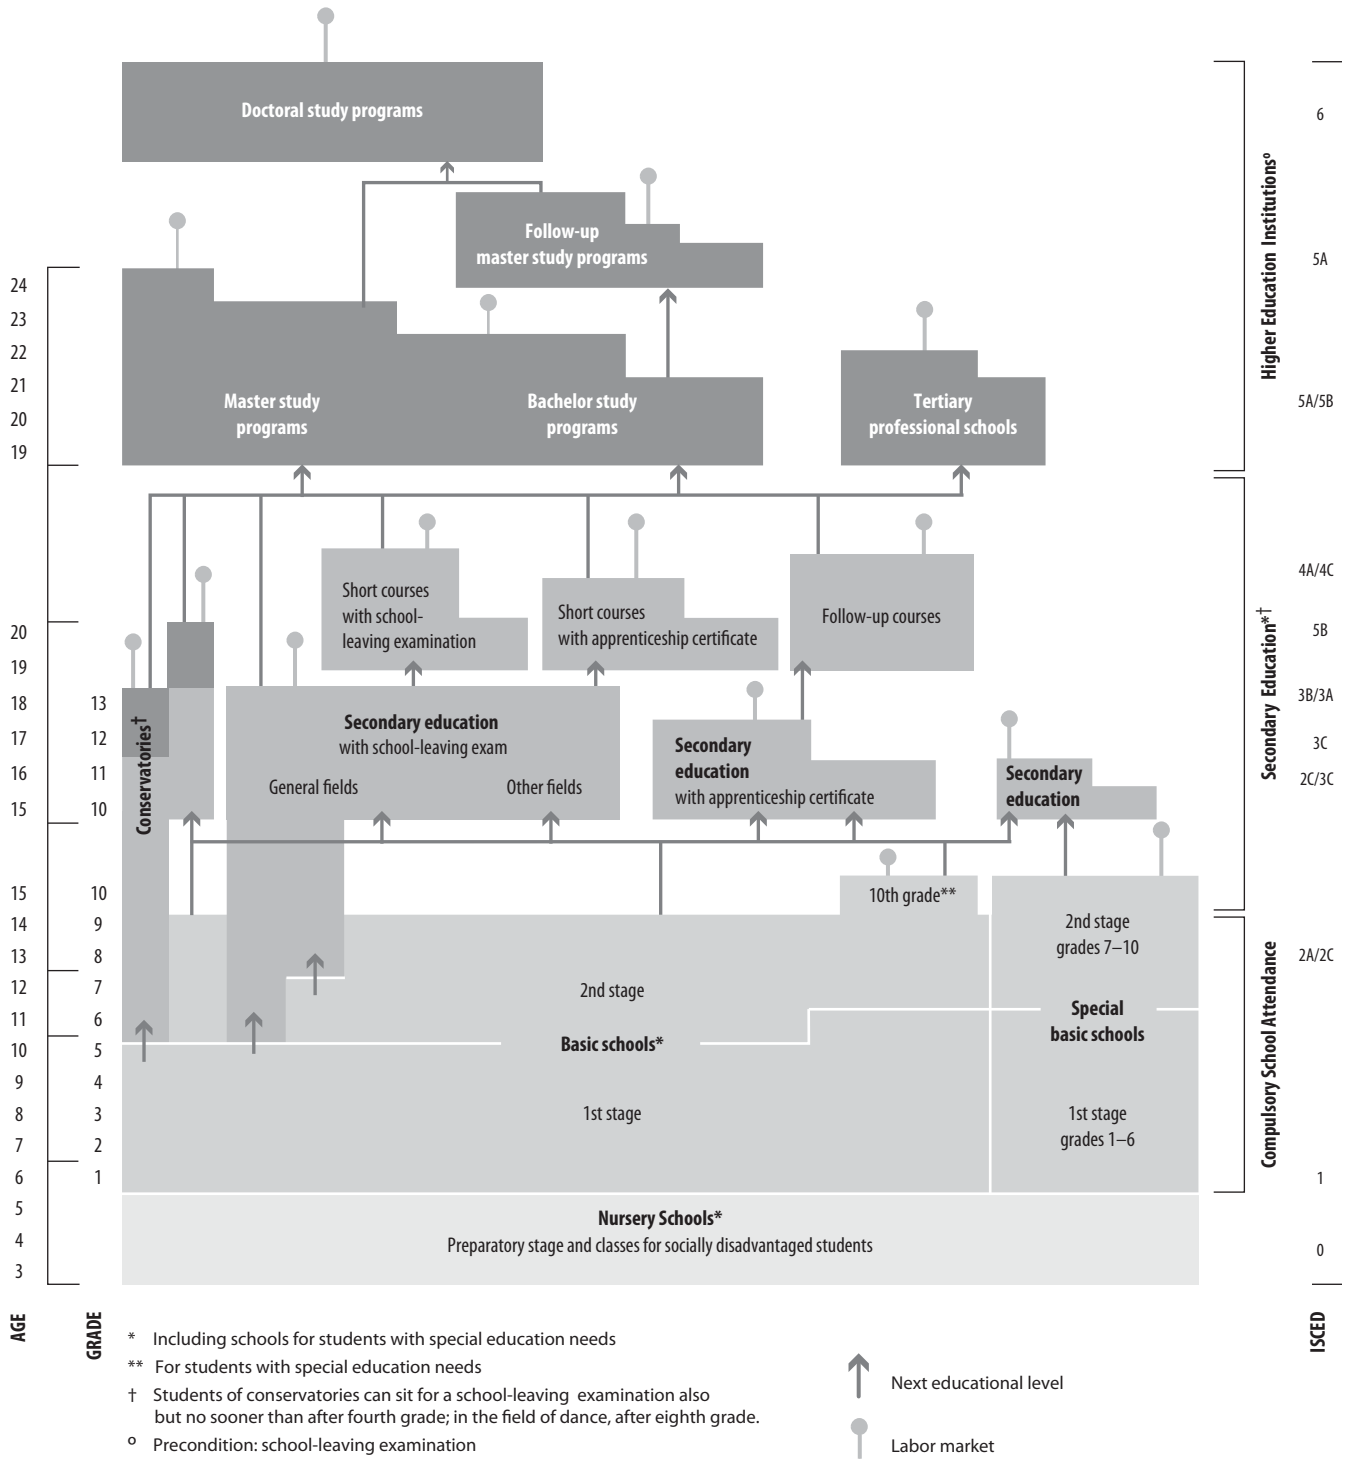 Doctoral study programs
6
Follow-up
master study programs
5A
Higher Education Institutionsº
24
23
22
21
20
19
Master study
programs
Bachelor study
programs
Tertiary
professional schools
5A/5B
Short courses
with school-
leaving examination
Short courses
with apprenticeship certificate
Follow-up courses
4A/4C
5B
Secondary Education*†
20
19
18
17
16
15
13
12
11
10
Conservatories†
Secondary education
with school-leaving exam
General fields
Other fields
Secondary
education
with apprenticeship certificate
Secondary
education
3B/3A
3C
2C/3C
15
14
13
12
11
10
9
8
7
6
5
4
3
10
9
8
7
6
5
4
3
2
1
10th grade**
2nd stage
Basic schools*
1st stage
2nd stage
grades 7–10
Special
basic schools
1st stage
grades 1–6
Compulsory School Attendance
2A/2C
1
Nursery Schools*
Preparatory stage and classes for socially disadvantaged students
0
AGE
GRADE
ISCED
* Including schools for students with special education needs
** For students with special education needs
† Students of conservatories can sit for a school-leaving examination also
but no sooner than after fourth grade; in the field of dance, after eighth grade.
º Precondition: school-leaving examination
Next educational level
Labor market